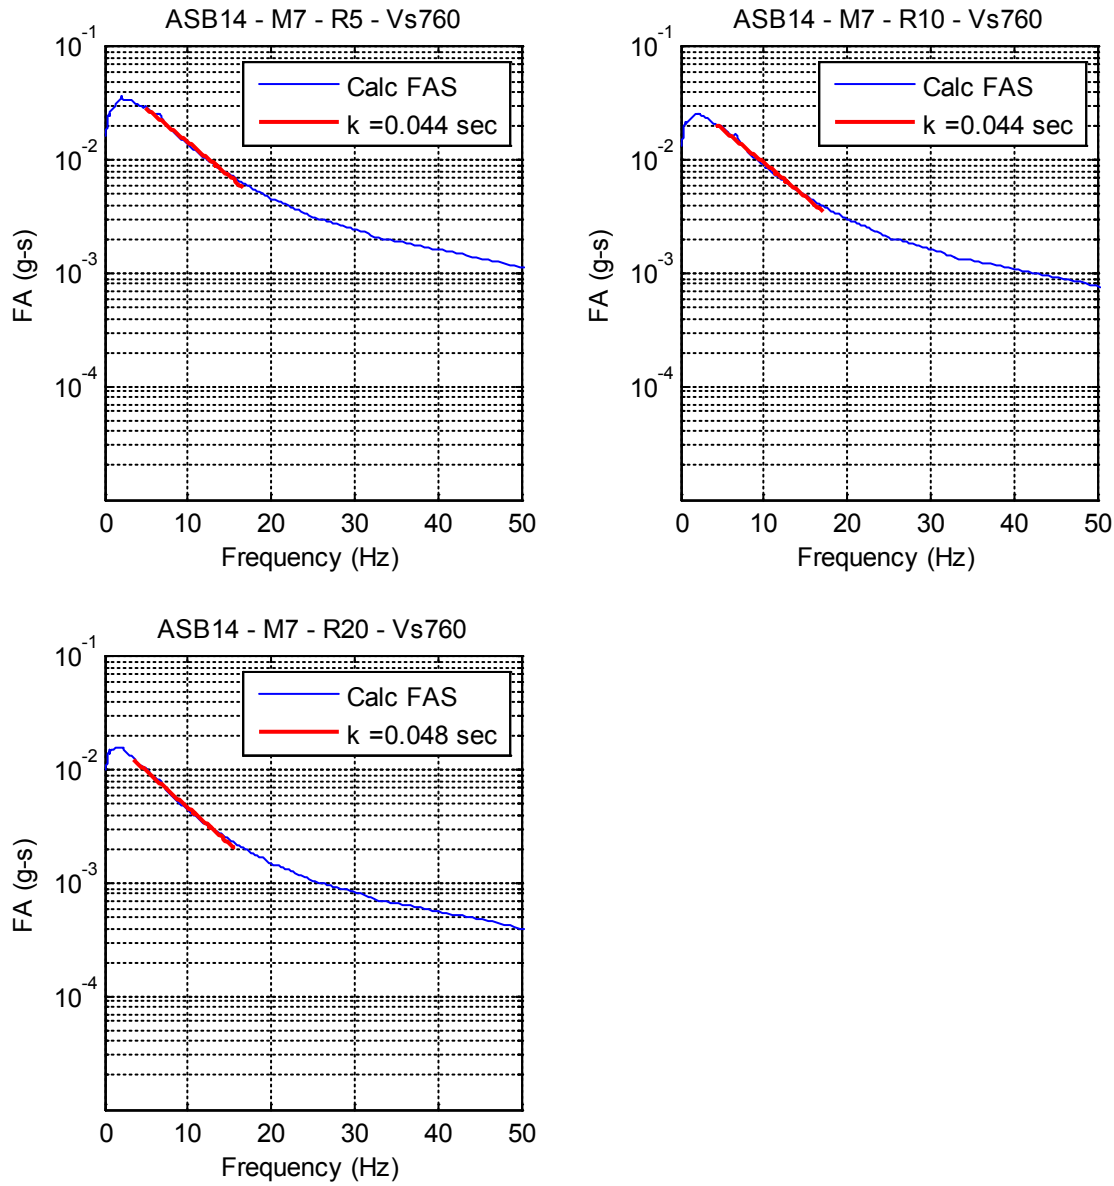 ASB14 - M7 - R5 - Vs760
10^-1
10^-2
10^-3
10^-4
FA (g-s)
Calc FAS
k =0.044 sec
0 10 20 30 40 50
Frequency (Hz)
ASB14 - M7 - R10 - Vs760
10^-1
10^-2
10^-3
10^-4
FA (g-s)
Calc FAS
k =0.044 sec
0 10 20 30 40 50
Frequency (Hz)
ASB14 - M7 - R20 - Vs760
10^-1
10^-2
10^-3
10^-4
FA (g-s)
Calc FAS
k =0.048 sec
0 10 20 30 40 50
Frequency (Hz)